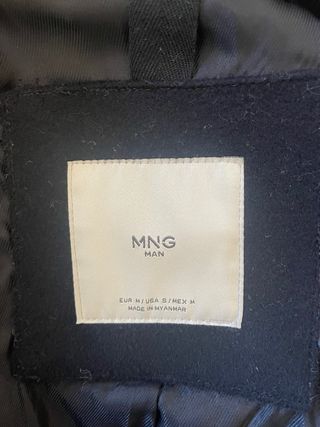 MNG
MAN
EUR M / USA S / MEX M
MADE IN MYANMAR